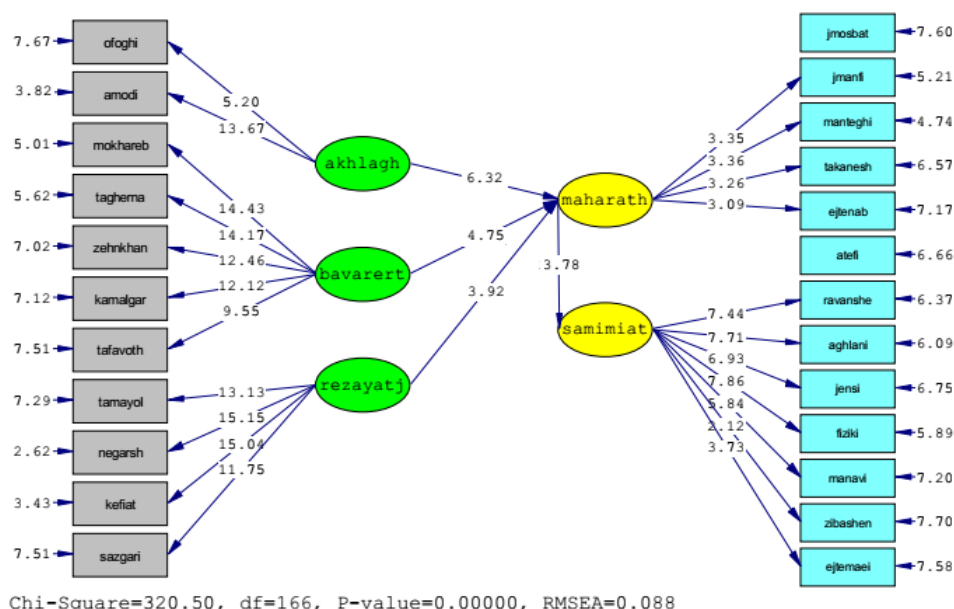 7.67 ofoghi
3.82 amodi
5.01 mokhareb
5.62 taghema
7.02 zehnkhan
7.12 kamalgar
7.51 tafavoth
7.29 tamayol
2.62 negarsh
3.43 kefiat
7.51 sazgari
5.20
13.67
14.43
14.17
12.46
12.12
9.55
13.13
15.15
15.04
11.75
akhlagh
bavarert
rezayatj
6.32
4.75
3.92
maharath
3.78
samimiat
3.35
3.36
3.26
3.09
7.44
7.71
6.93
7.86
5.84
2.12
3.73
jmosbat 7.60
jmanfi 5.21
manteghi 4.74
takanesh 6.57
ejtenab 7.17
atefi 6.66
ravanshe 6.37
aghlani 6.09
jensi 6.75
fiziki 5.89
manavi 7.20
zibashen 7.70
ejtemaei 7.58
Chi-Square=320.50, df=166, P-value=0.00000, RMSEA=0.088